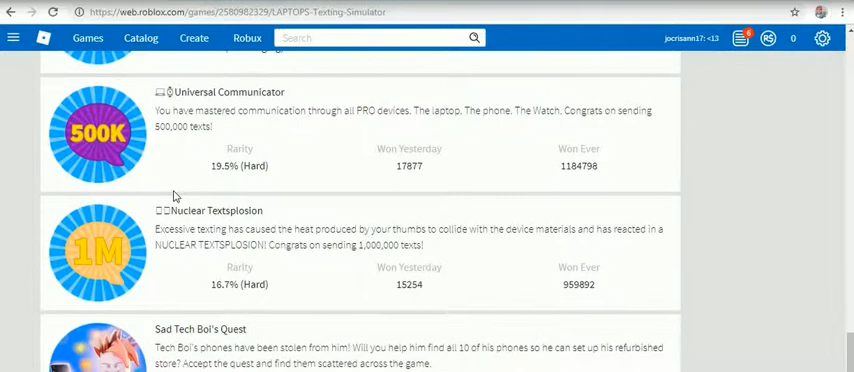 https://web.roblox.com/games/2580982329/LAPTOPS-Texting-Simulator
Games Catalog Create Robux Search jocrisann17: <13 6 R$ 0
Universal Communicator
500K
You have mastered communication through all PRO devices. The laptop. The phone. The Watch. Congrats on sending
500,000 texts!
Rarity Won Yesterday Won Ever
19.5% (Hard) 17877 1184798
Nuclear Textsplosion
1M
Excessive texting has caused the heat produced by your thumbs to collide with the device materials and has reacted in a
NUCLEAR TEXTSPLOSION! Congrats on sending 1,000,000 texts!
Rarity Won Yesterday Won Ever
16.7% (Hard) 15254 959892
Sad Tech Boi's Quest
Tech Boi's phones have been stolen from him! Will you help him find all 10 of his phones so he can set up his refurbished
store? Accept the quest and find them scattered across the game.